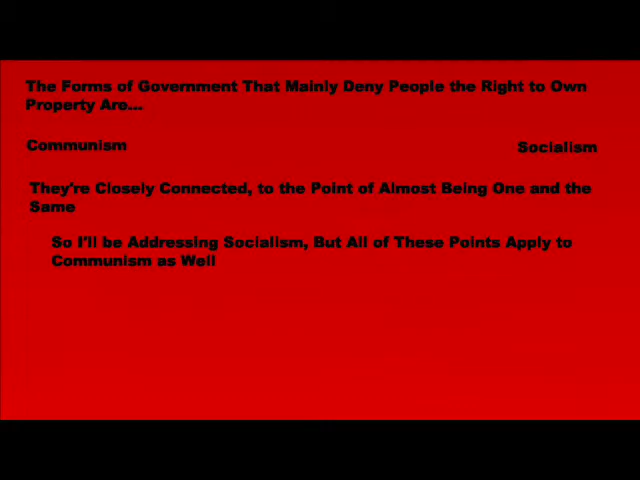 The Forms of Government That Mainly Deny People the Right to Own
Property Are...
Communism
Socialism
They're Closely Connected, to the Point of Almost Being One and the
Same
So I'll be Addressing Socialism, But All of These Points Apply to
Communism as Well